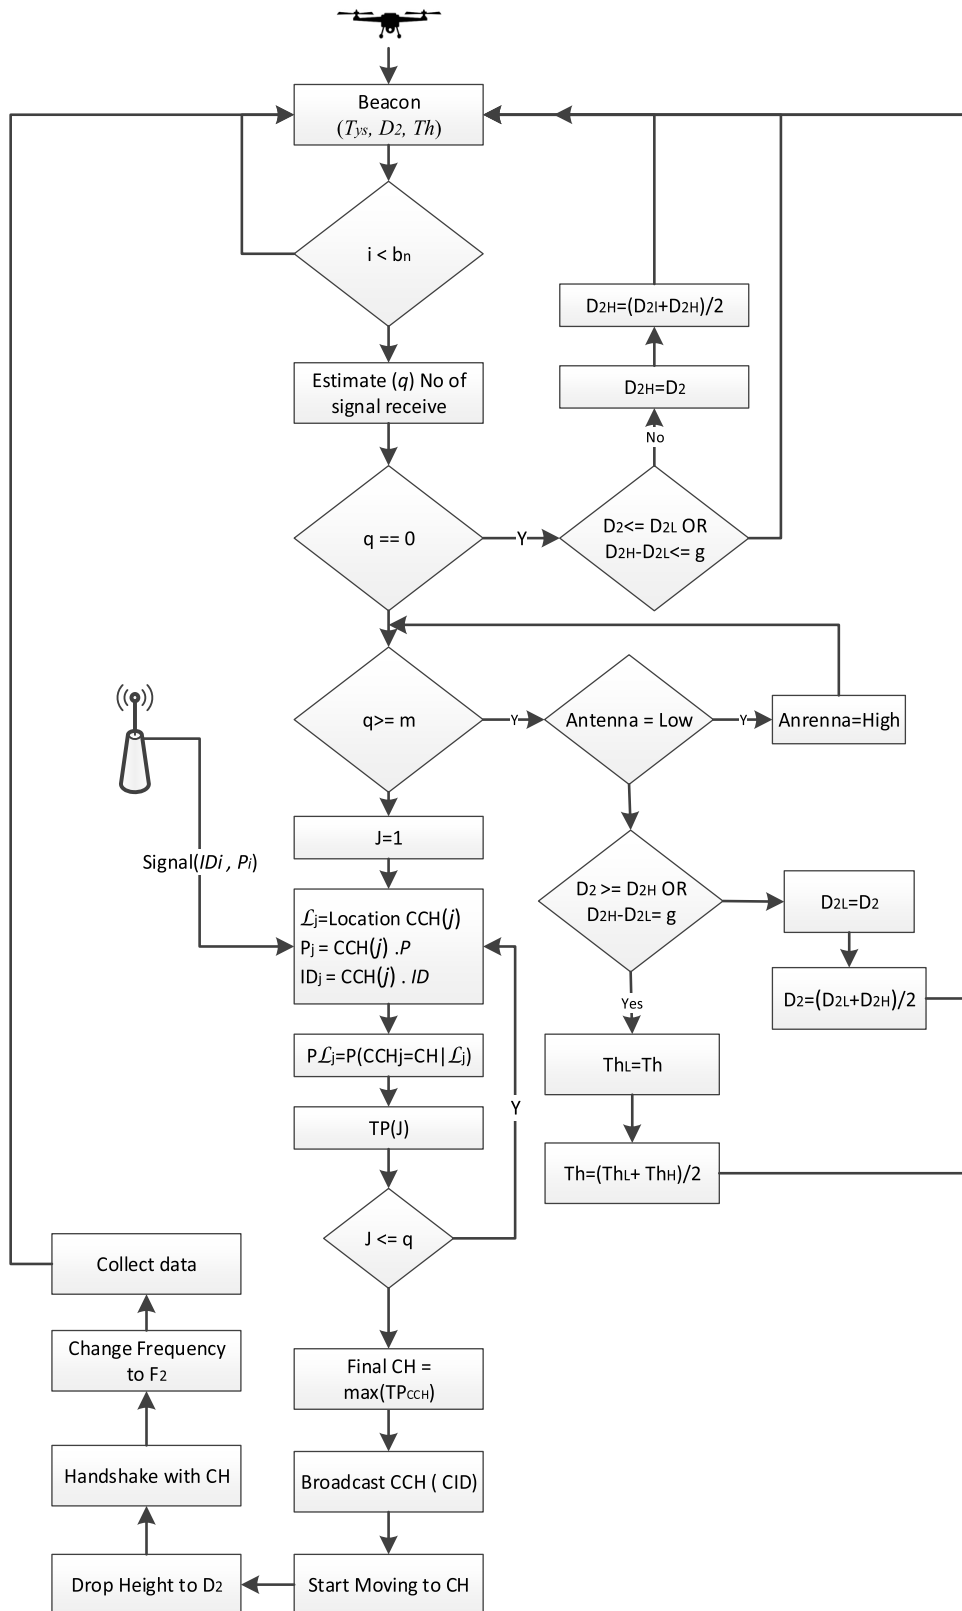 Beacon
(Tys, D2, Th)
i < bn
D2H=(D2I+D2H)/2
Estimate (q) No of
signal receive
D2H=D2
No
q == 0
Y
D2<= D2L OR
D2H-D2L<= g
q>= m
Y
Antenna = Low
Y
Anrenna=High
J=1
Signal(IDi , Pi)
D2 >= D2H OR
D2H-D2L= g
D2L=D2
ℒj=Location CCH(j)
Pj = CCH(j) .P
IDj = CCH(j) . ID
D2=(D2L+D2H)/2
Yes
Pℒj=P(CCHj=CH|ℒj)
ThL=Th
Y
TP(J)
Th=(ThL+ ThH)/2
J <= q
Collect data
Change Frequency
to F2
Final CH =
max(TPCCH)
Handshake with CH
Broadcast CCH ( CID)
Drop Height to D2
Start Moving to CH